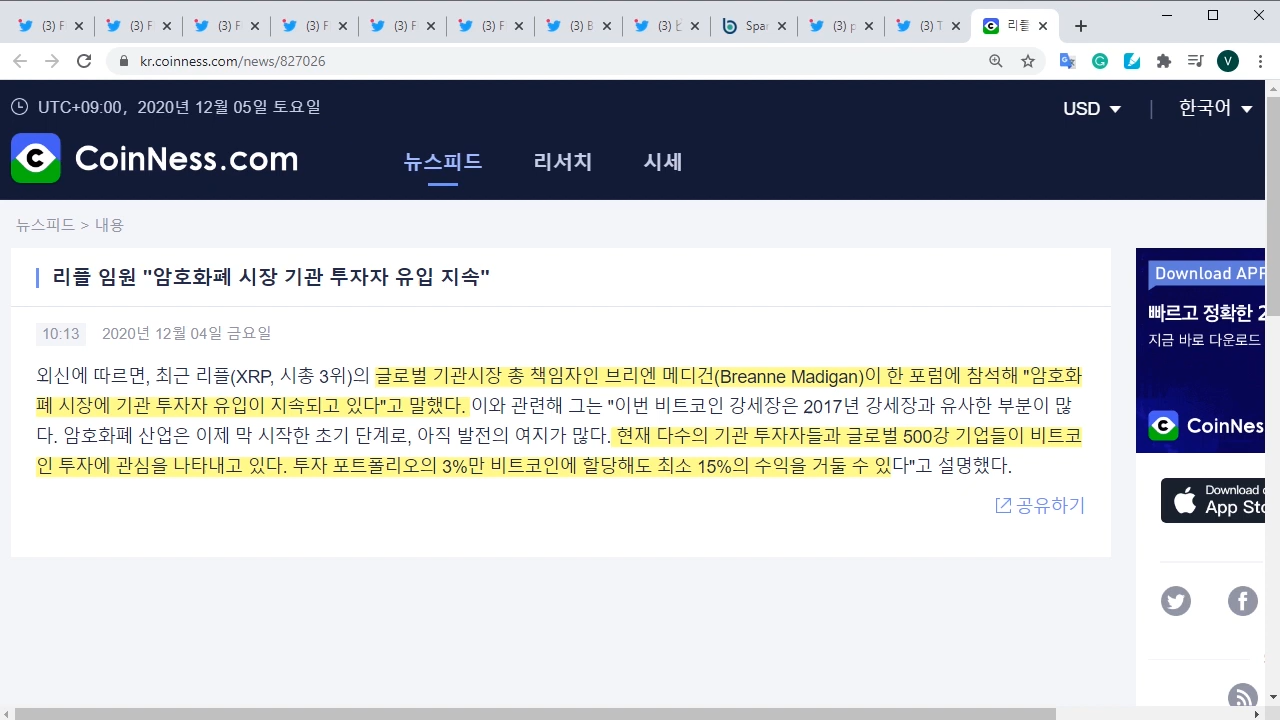 (3) F
(3) F
(3) F
(3) F
(3) F
(3) F
(3) B
(3) ㅂ
Spar
(3) p
(3) T
리플
kr.coinness.com/news/827026
V
UTC+09:00, 2020년 12월 05일 토요일
USD
한국어
CoinNess.com
뉴스피드
리서치
시세
뉴스피드 > 내용
리플 임원 "암호화폐 시장 기관 투자자 유입 지속"
10:13 2020년 12월 04일 금요일
외신에 따르면, 최근 리플(XRP, 시총 3위)의 글로벌 기관시장 총 책임자인 브리엔 메디건(Breanne Madigan)이 한 포럼에 참석해 "암호화
폐 시장에 기관 투자자 유입이 지속되고 있다"고 말했다. 이와 관련해 그는 "이번 비트코인 강세장은 2017년 강세장과 유사한 부분이 많
다. 암호화폐 산업은 이제 막 시작한 초기 단계로, 아직 발전의 여지가 많다. 현재 다수의 기관 투자자들과 글로벌 500강 기업들이 비트코
인 투자에 관심을 나타내고 있다. 투자 포트폴리오의 3%만 비트코인에 할당해도 최소 15%의 수익을 거둘 수 있다"고 설명했다.
공유하기
Download APP
빠르고 정확한 2
지금 바로 다운로드
CoinNes
Download o
App Sto